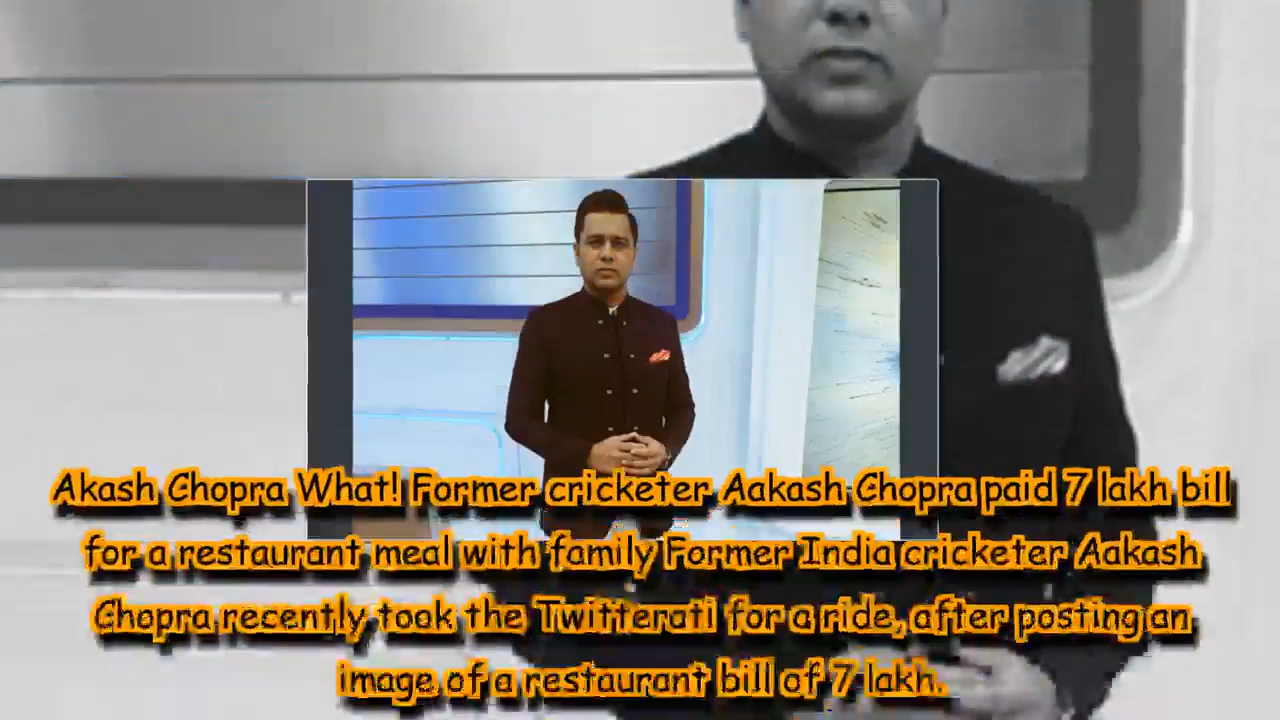 Akash Chopra What! Former cricketer Aakash Chopra paid 7 lakh bill
for a restaurant meal with family Former India cricketer Aakash
Chopra recently took the Twitterati for a ride, after posting an
image of a restaurant bill of 7 lakh.